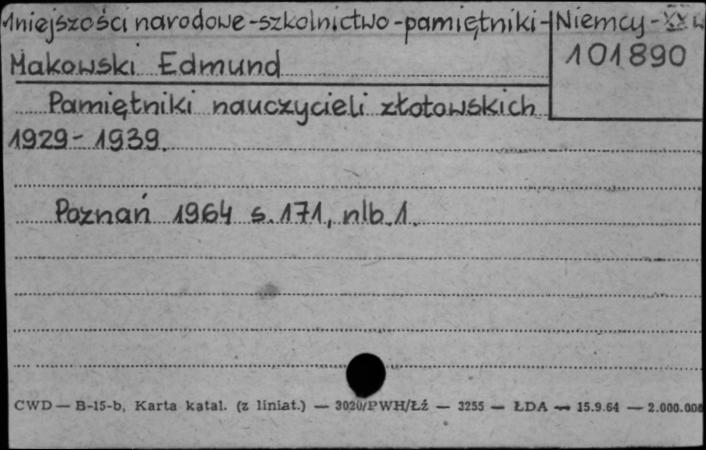 Mniejszości narodowe - szkolnictwo - pamiętniki - Niemcy - XX w
101890
Makowski Edmund
Pamiętniki nauczycieli złotowskich
1929 - 1939.
Poznań 1964 s. 171, nlb. 1.
CWD — B-15-b, Karta katal. (z liniat.) — 3020/PWH/Łź — 3255 — ŁDA — 15.9.64 — 2.000.000